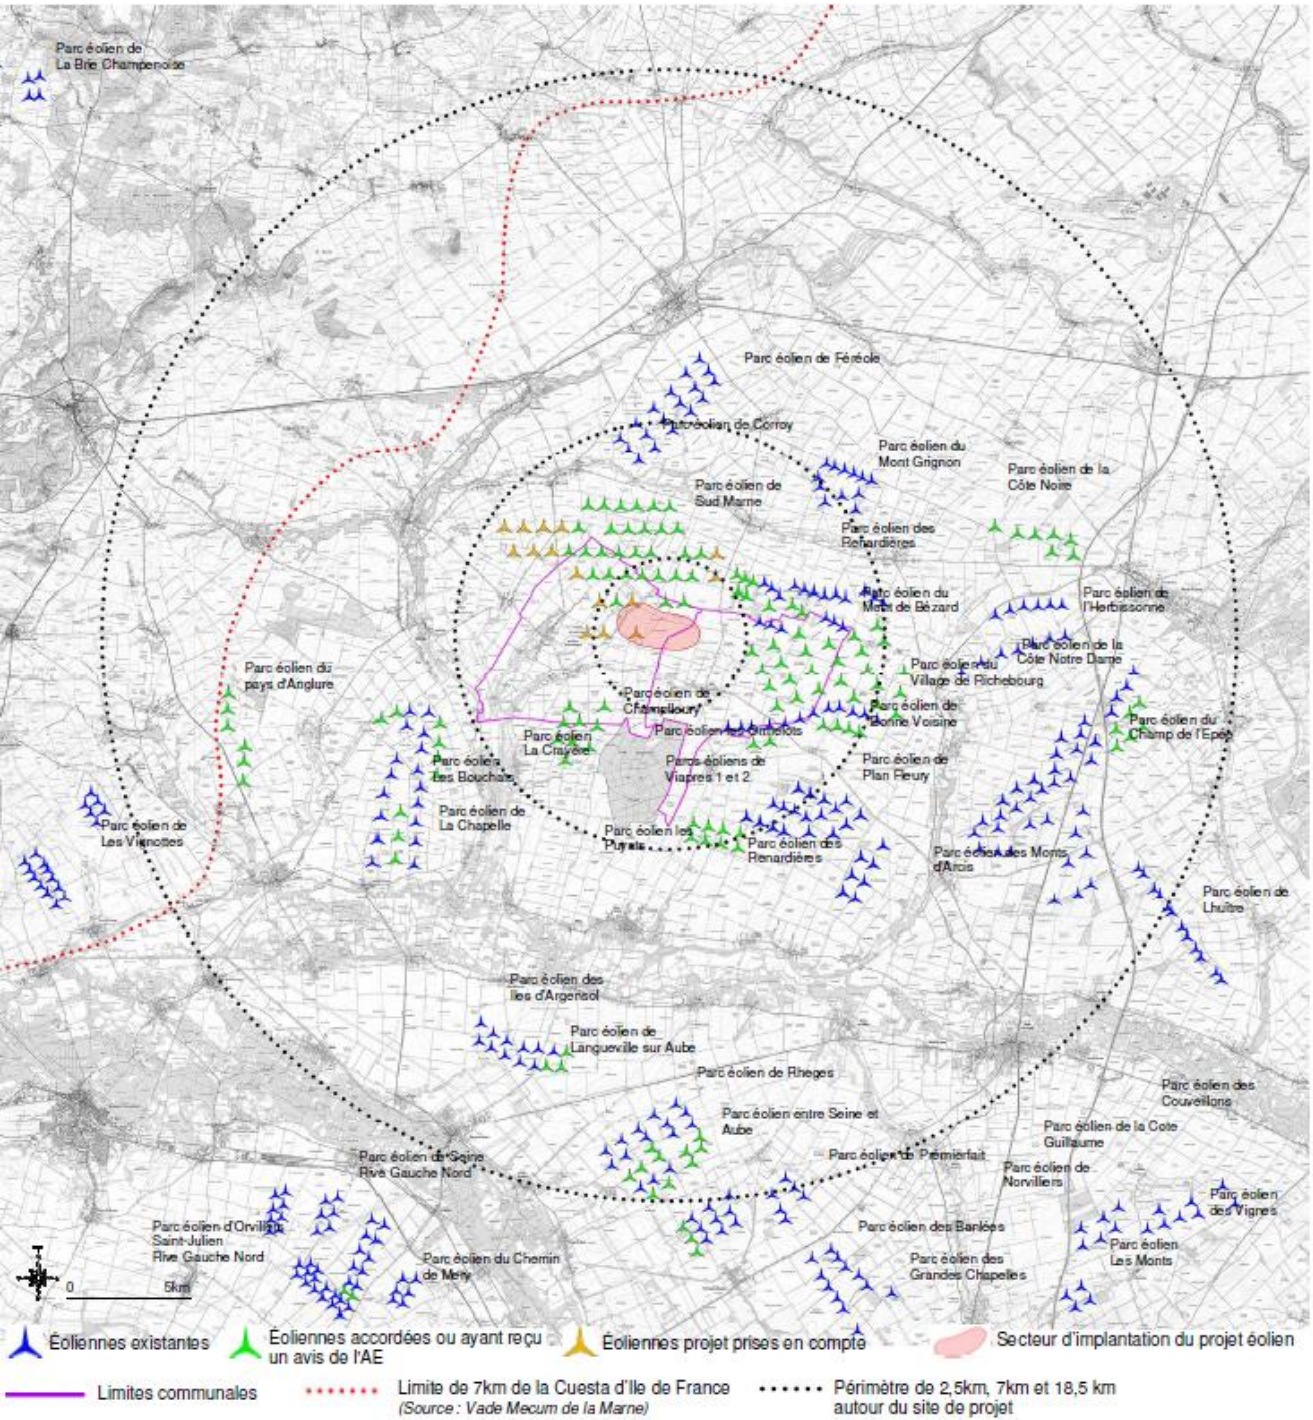 Parc éolien de
La Brie Champenoise
Parc éolien de Féréole
Parc éolien de Corroy
Parc éolien du
Mont Grignon
Parc éolien de la
Côte Noire
Parc éolien de
Sud Marne
Parc éolien des
Renardières
Parc éolien du
Mont de Bézard
Parc éolien de
l'Herbissonne
Parc éolien de la
Côte Notre Dame
Parc éolien du
Village de Richebourg
Parc éolien du
pays d'Anglure
Parc éolien de
Champfleury
Parc éolien de
Bonne Voisine
Parc éolien du
Champ de l'Epée
Parc éolien
La Crayère
Parc éolien les Ormelots
Parc éolien
Les Bouchats
Parcs éoliens de
Viapres 1 et 2
Parc éolien de
Plan Fleury
Parc éolien de
La Chapelle
Parc éolien de
Les Vignottes
Parc éolien les
Puyats
Parc éolien des
Renardières
Parc éolien des Monts
d'Arcis
Parc éolien de
Lhuître
Parc éolien des
Iles d'Argensol
Parc éolien de
Langueville sur Aube
Parc éolien de Rheges
Parc éolien des
Couveillons
Parc éolien entre Seine et
Aube
Parc éolien de la Cote
Guillaume
Parc éolien de Seine
Rive Gauche Nord
Parc éolien de Prémierfait
Parc éolien de
Norvilliers
Parc éolien
des Vignes
Parc éolien d'Orvilliers
Saint-Julien
Rive Gauche Nord
Parc éolien des Banlées
Parc éolien du Chemin
de Mery
Parc éolien des
Grandes Chapelles
Parc éolien
Les Monts
0 5km
Éoliennes existantes
Éoliennes accordées ou ayant reçu
un avis de l'AE
Éoliennes projet prises en compte
Secteur d'implantation du projet éolien
Limites communales
Limite de 7km de la Cuesta d'Ile de France
(Source : Vade Mecum de la Marne)
Périmètre de 2,5km, 7km et 18,5 km
autour du site de projet